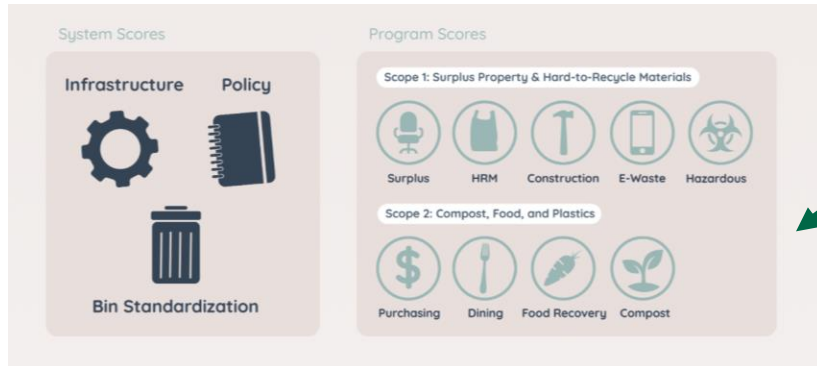 System Scores
Infrastructure Policy
Bin Standardization
Program Scores
Scope 1: Surplus Property & Hard-to-Recycle Materials
Surplus HRM Construction E-Waste Hazardous
Scope 2: Compost, Food, and Plastics
$
Purchasing Dining Food Recovery Compost